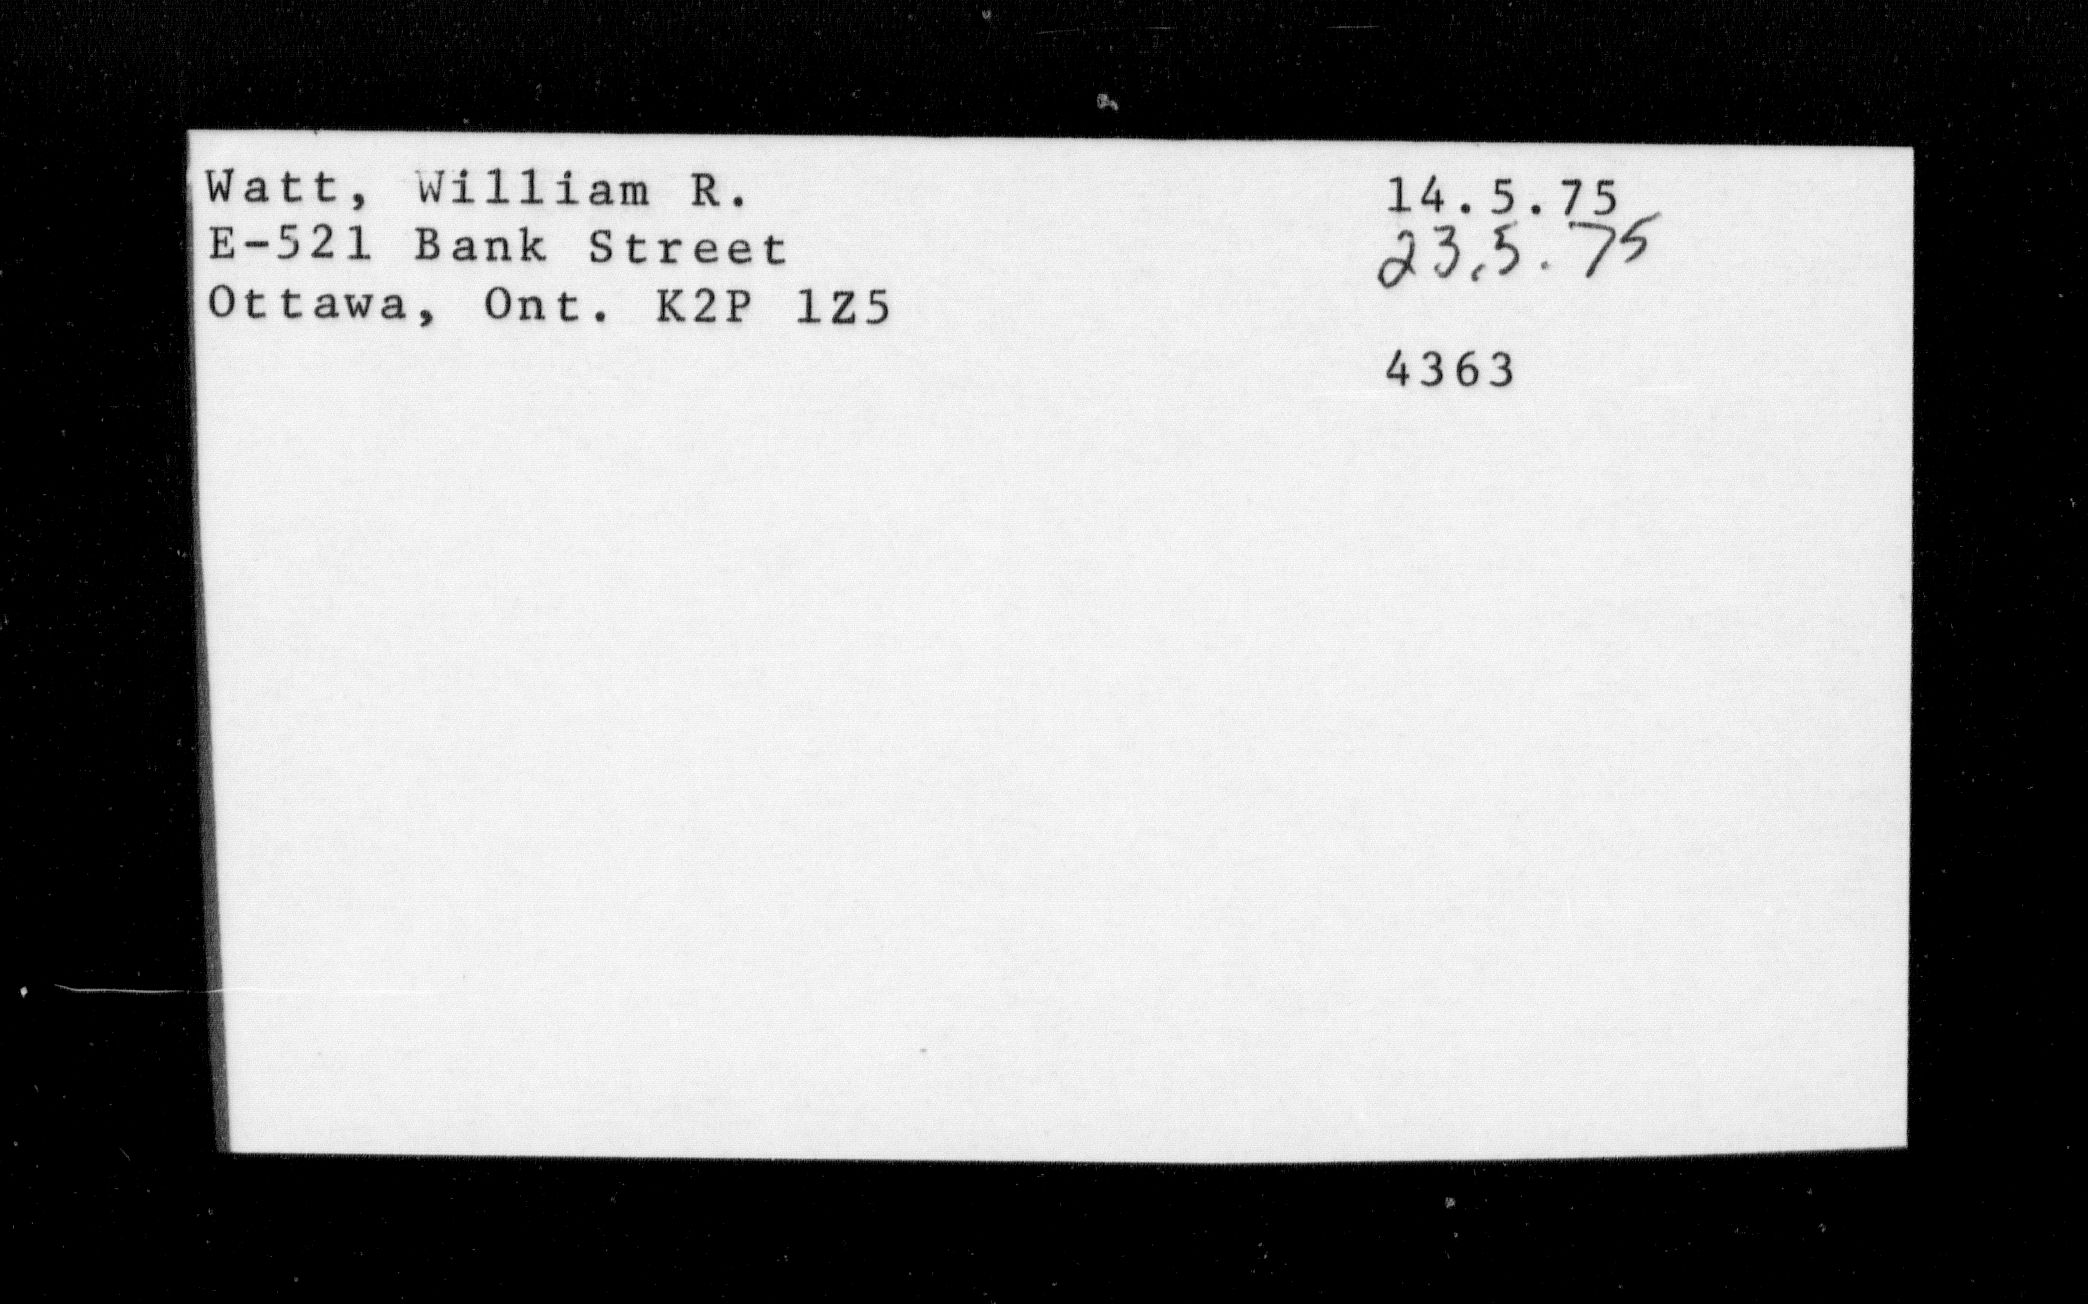 Watt, William R.
E-521 Bank Street
Ottawa, Ont. K2P 1Z5
14.5.75
23.5.75
4363